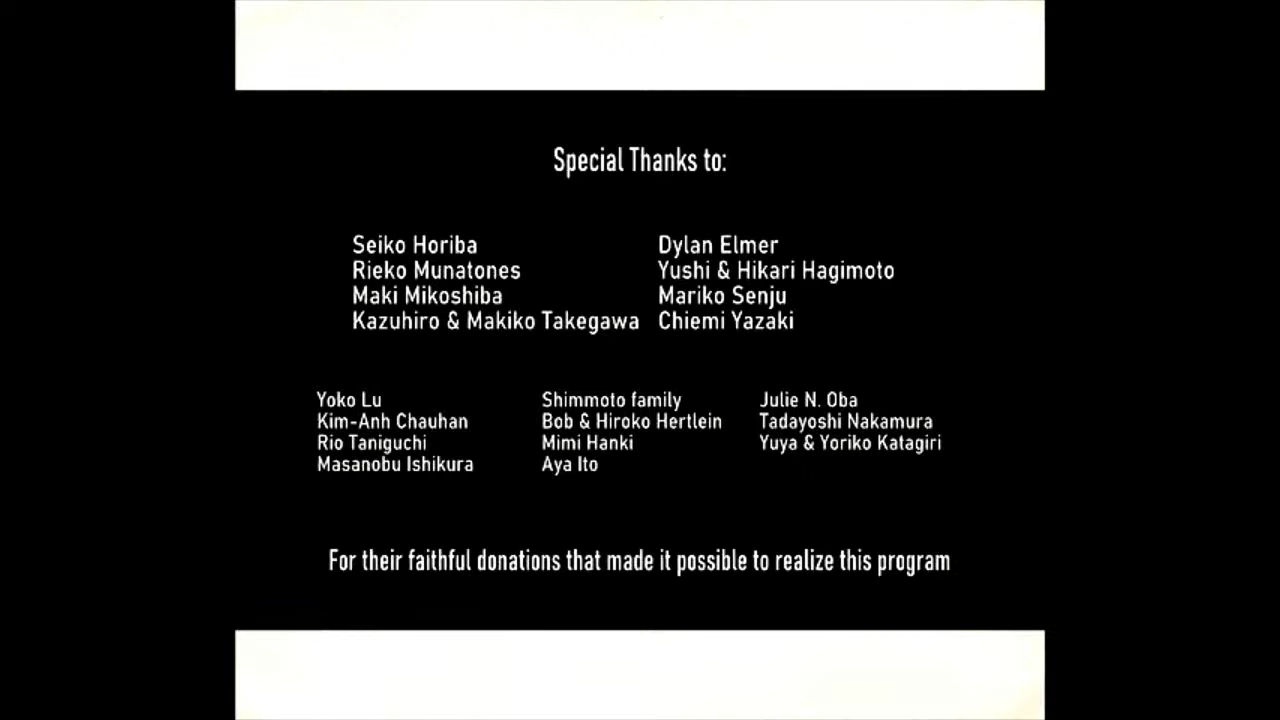 Special Thanks to:
Seiko Horiba
Rieko Munatones
Maki Mikoshiba
Kazuhiro & Makiko Takegawa
Dylan Elmer
Yushi & Hikari Hagimoto
Mariko Senju
Chiemi Yazaki
Yoko Lu
Kim-Anh Chauhan
Rio Taniguchi
Masanobu Ishikura
Shimmoto family
Bob & Hiroko Hertlein
Mimi Hanki
Aya Ito
Julie N. Oba
Tadayoshi Nakamura
Yuya & Yoriko Katagiri
For their faithful donations that made it possible to realize this program